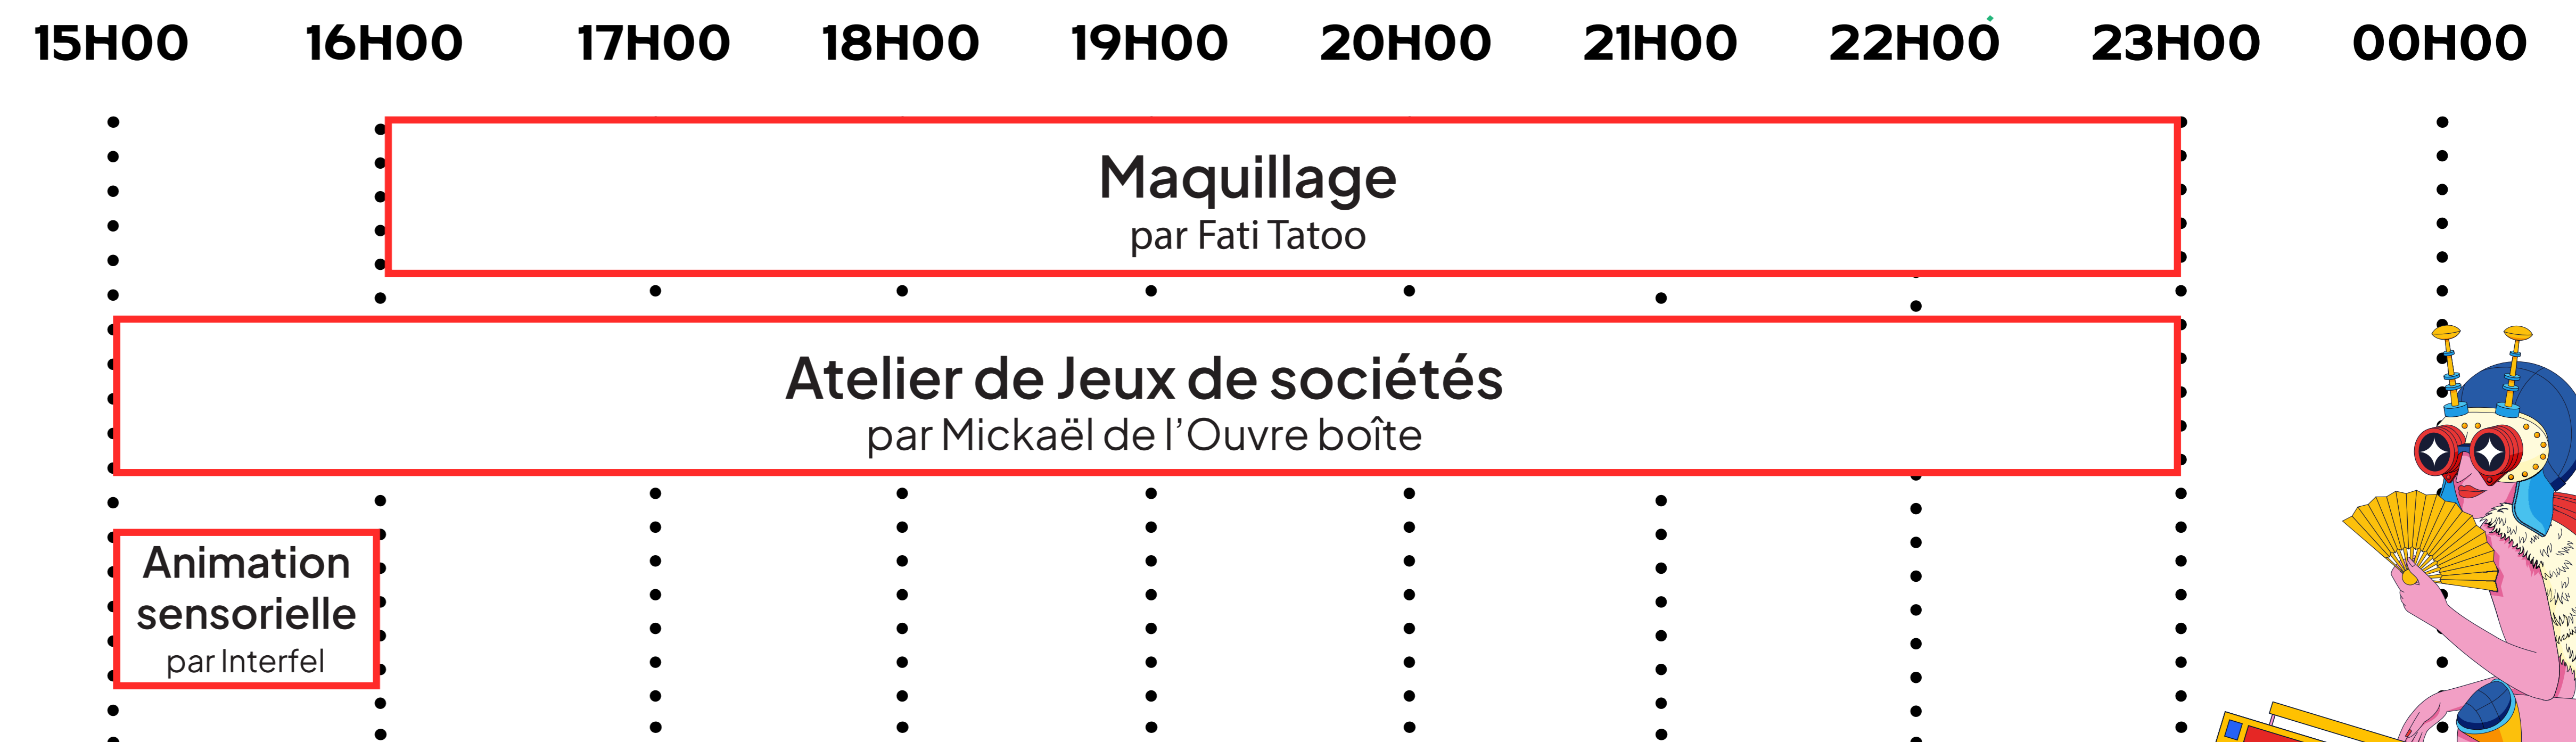 15H00 16H00 17H00 18H00 19H00 20H00 21H00 22H00 23H00 00H00
Maquillage
par Fati Tatoo
Atelier de Jeux de sociétés
par Mickaël de l’Ouvre boîte
Animation
sensorielle
par Interfel